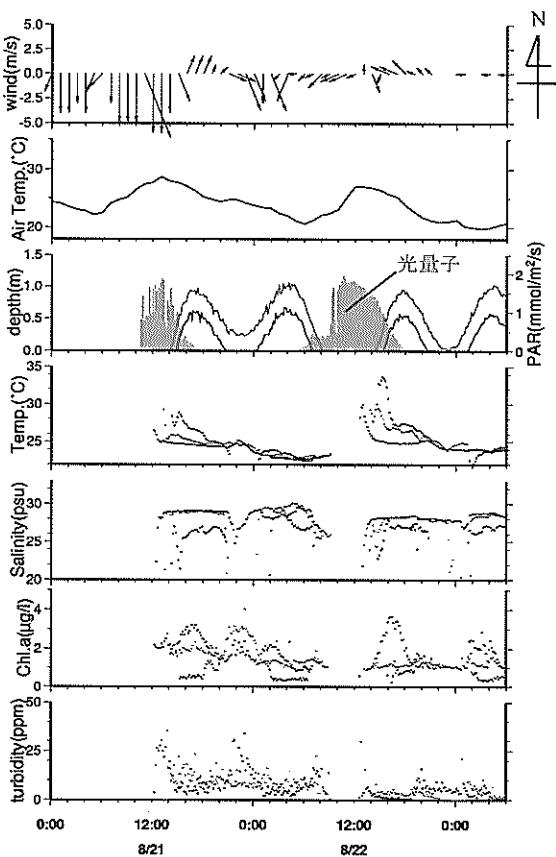 N
wind(m/s)
5.0
2.5
0.0
-2.5
-5.0
Air Temp.(°C)
30
20
depth(m)
1.5
1.0
0.5
0.0
光量子
PAR(mmol/m²/s)
2
1
0
Temp.(°C)
35
30
25
Salinity(psu)
30
25
20
Chl.a(μg/l)
4
2
0
turbidity(ppm)
50
25
0
0:00 12:00 0:00 12:00 0:00
8/21 8/22